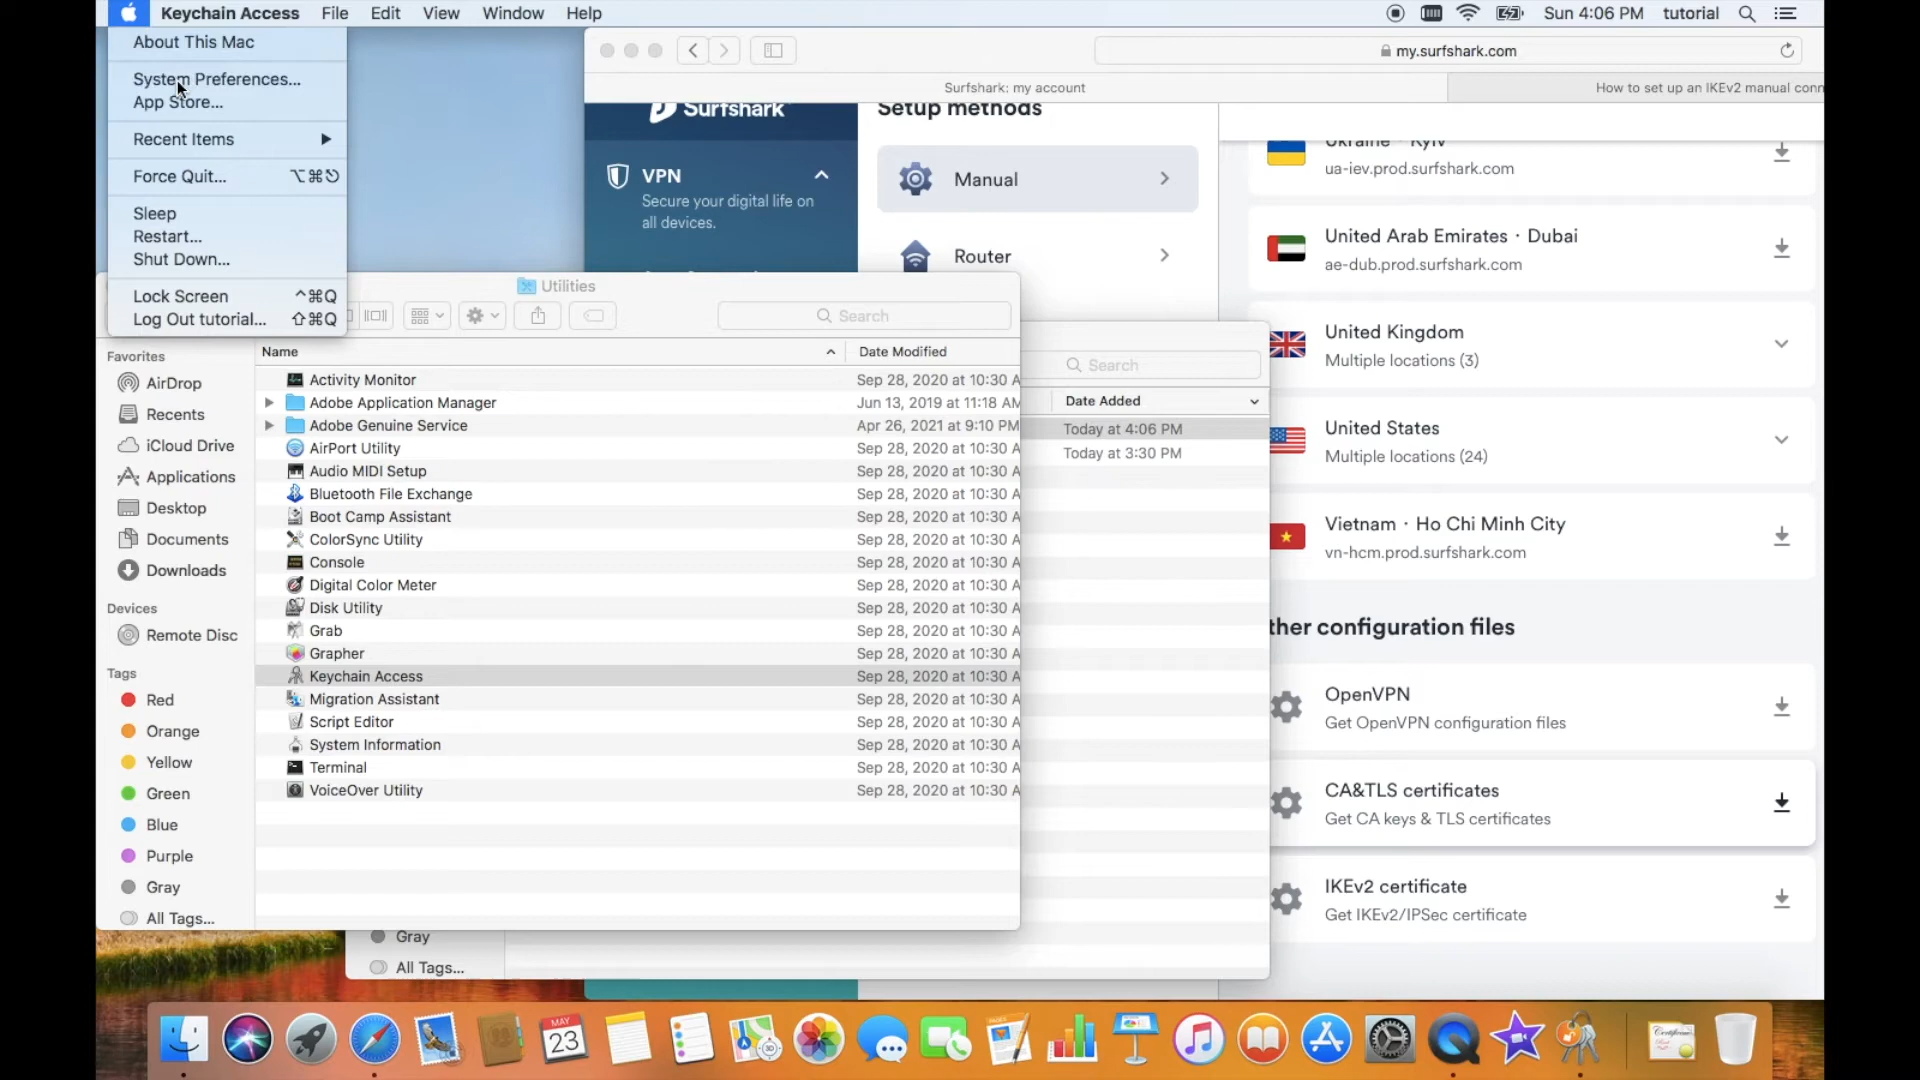 Keychain Access File Edit View Window Help
Sun 4:06 PM tutorial
About This Mac
System Preferences...
App Store...
Recent Items
Force Quit... ⌥⌘⎋
Sleep
Restart...
Shut Down...
Lock Screen ^⌘Q
Log Out tutorial... ⇧⌘Q
my.surfshark.com
Surfshark: my account
How to set up an IKEv2 manual conn
Surfshark
VPN
Secure your digital life on
all devices.
Setup methods
Manual
Router
Ukraine · Kyiv
ua-iev.prod.surfshark.com
United Arab Emirates · Dubai
ae-dub.prod.surfshark.com
United Kingdom
Multiple locations (3)
United States
Multiple locations (24)
Vietnam · Ho Chi Minh City
vn-hcm.prod.surfshark.com
ther configuration files
OpenVPN
Get OpenVPN configuration files
CA&TLS certificates
Get CA keys & TLS certificates
IKEv2 certificate
Get IKEv2/IPSec certificate
Utilities
Search
Favorites
AirDrop
Recents
iCloud Drive
Applications
Desktop
Documents
Downloads
Devices
Remote Disc
Tags
Red
Orange
Yellow
Green
Blue
Purple
Gray
All Tags...
Name Date Modified
Activity Monitor Sep 28, 2020 at 10:30 A
Adobe Application Manager Jun 13, 2019 at 11:18 AM
Adobe Genuine Service Apr 26, 2021 at 9:10 PM
AirPort Utility Sep 28, 2020 at 10:30 A
Audio MIDI Setup Sep 28, 2020 at 10:30 A
Bluetooth File Exchange Sep 28, 2020 at 10:30 A
Boot Camp Assistant Sep 28, 2020 at 10:30 A
ColorSync Utility Sep 28, 2020 at 10:30 A
Console Sep 28, 2020 at 10:30 A
Digital Color Meter Sep 28, 2020 at 10:30 A
Disk Utility Sep 28, 2020 at 10:30 A
Grab Sep 28, 2020 at 10:30 A
Grapher Sep 28, 2020 at 10:30 A
Keychain Access Sep 28, 2020 at 10:30 A
Migration Assistant Sep 28, 2020 at 10:30 A
Script Editor Sep 28, 2020 at 10:30 A
System Information Sep 28, 2020 at 10:30 A
Terminal Sep 28, 2020 at 10:30 A
VoiceOver Utility Sep 28, 2020 at 10:30 A
Search
Date Added
Today at 4:06 PM
Today at 3:30 PM
Gray
All Tags...
MAY
23
3D
Certificate